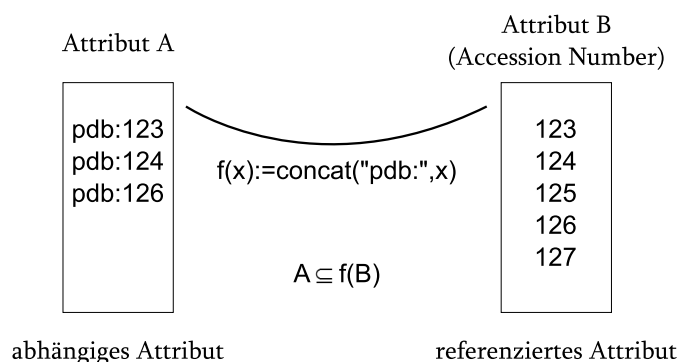 Attribut A
Attribut B
(Accession Number)
pdb:123
pdb:124
pdb:126
f(x):=concat("pdb:",x)
A ⊆ f(B)
123
124
125
126
127
abhängiges Attribut
referenziertes Attribut